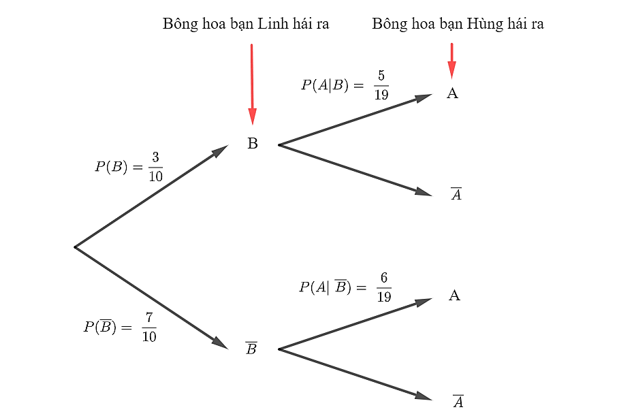 Bông hoa bạn Linh hái ra
Bông hoa bạn Hùng hái ra
P(A|B) = 5/19
A
B
P(B) = 3/10
A̅
P(A| B̅) = 6/19
A
P(B̅) = 7/10
B̅
A̅